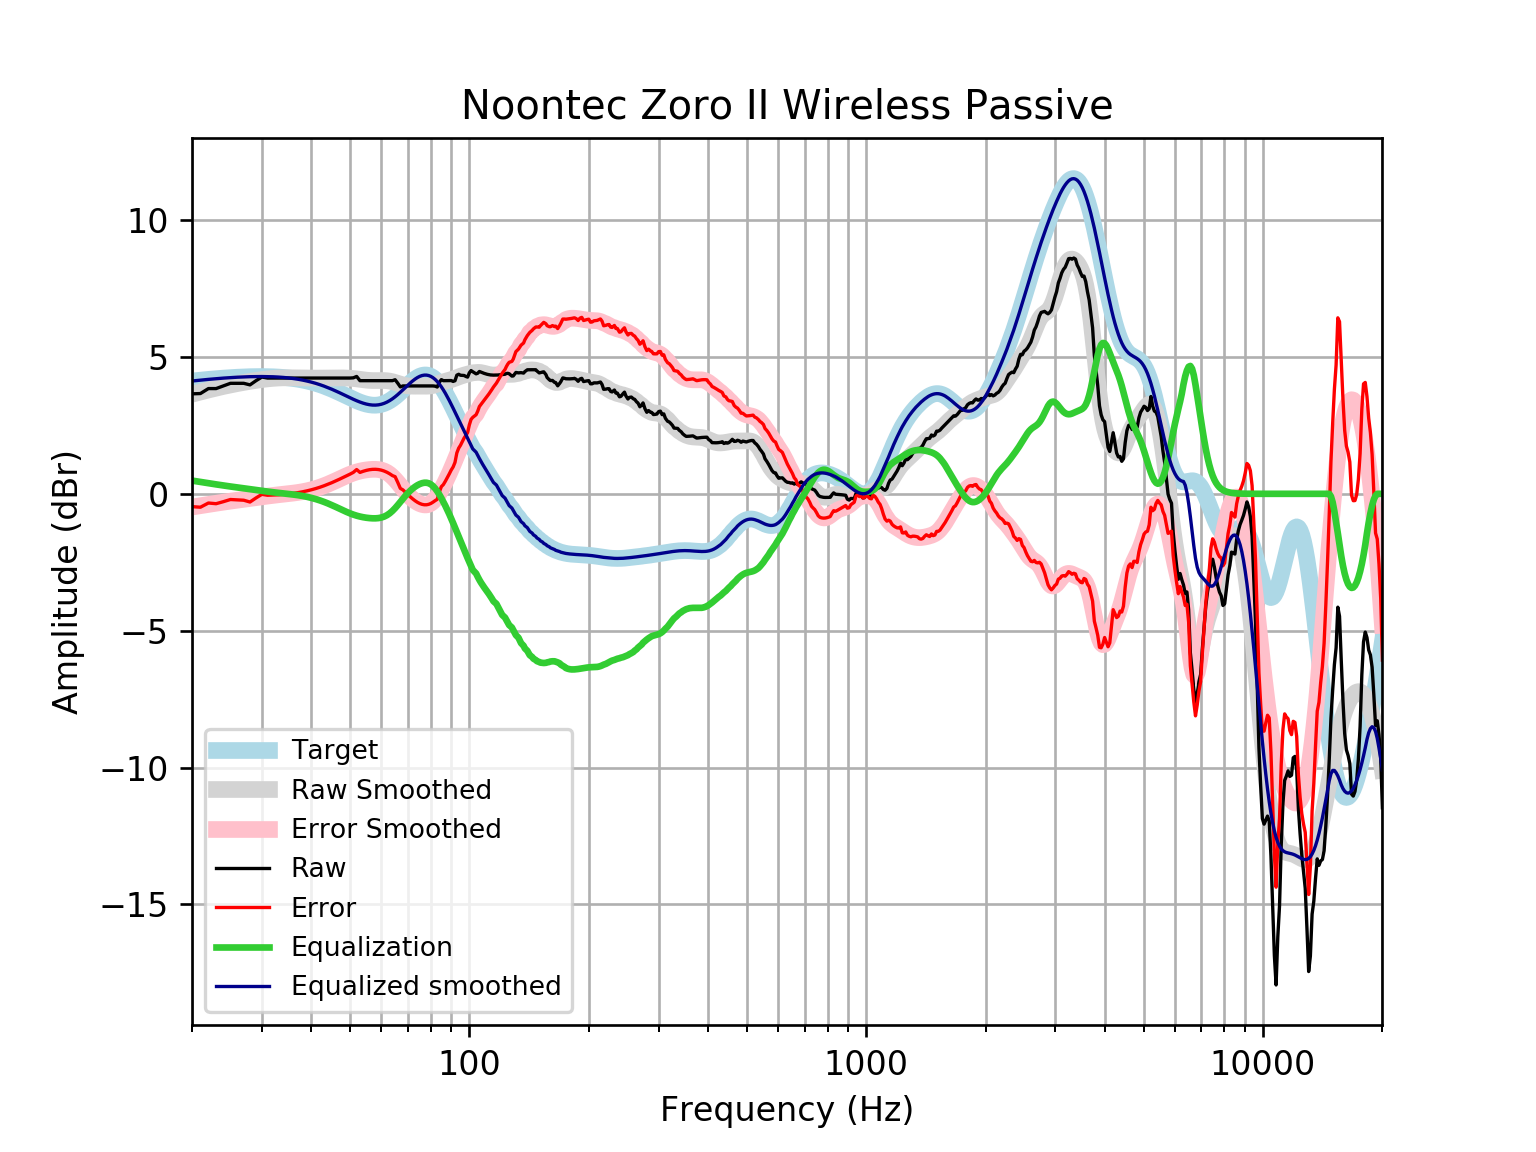 Noontec Zoro II Wireless Passive
Amplitude (dBr)
10
5
0
−5
−10
−15
Target
Raw Smoothed
Error Smoothed
Raw
Error
Equalization
Equalized smoothed
100
1000
10000
Frequency (Hz)